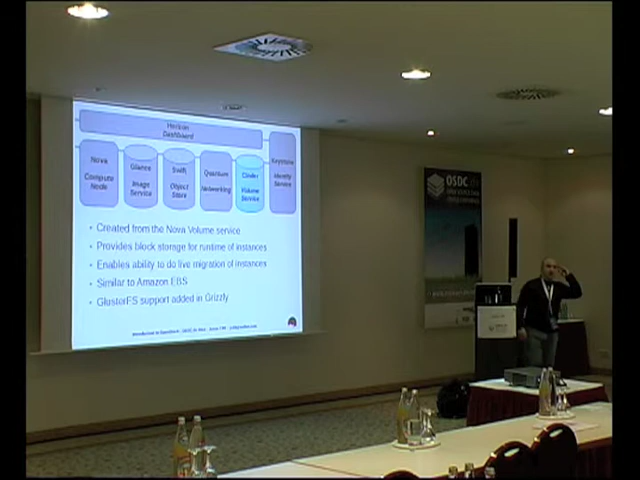 Horizon
Dashboard
Nova
Compute
Node
Glance
Image
Service
Swift
Object
Store
Quantum
Networking
Cinder
Volume
Service
Keystone
Identity
Service
• Created from the Nova Volume service
• Provides block storage for runtime of instances
• Enables ability to do live migration of instances
• Similar to Amazon EBS
• GlusterFS support added in Grizzly
OSDC.de